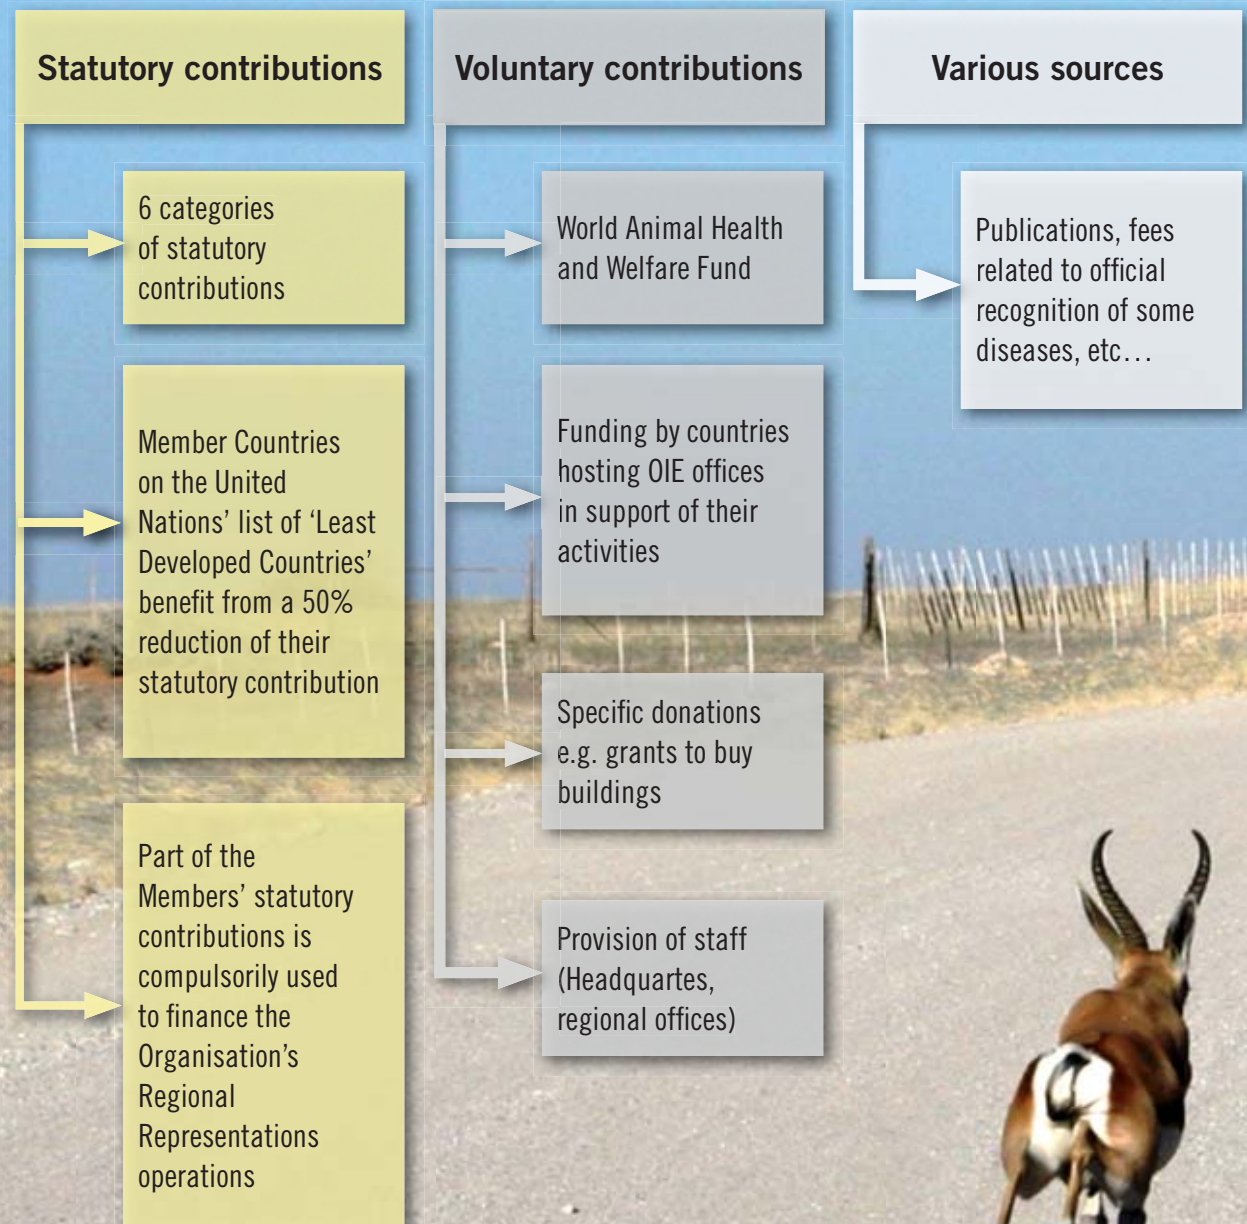 Statutory contributions
6 categories
of statutory
contributions
Member Countries
on the United
Nations’ list of ‘Least
Developed Countries’
benefit from a 50%
reduction of their
statutory contribution
Part of the
Members’ statutory
contributions is
compulsorily used
to finance the
Organisation’s
Regional
Representations
operations
Voluntary contributions
World Animal Health
and Welfare Fund
Funding by countries
hosting OIE offices
in support of their
activities
Specific donations
e.g. grants to buy
buildings
Provision of staff
(Headquartes,
regional offices)
Various sources
Publications, fees
related to official
recognition of some
diseases, etc…